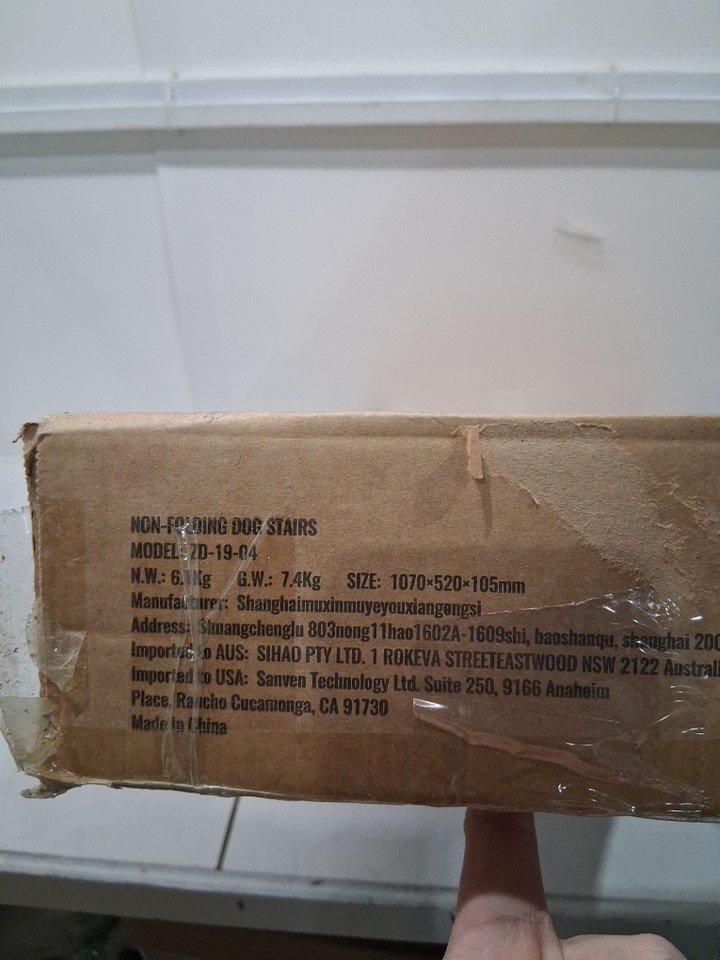 NON-FOLDING DOG STAIRS
MODEL: ZD-19-04
N.W.: G.W.: 7.4Kg SIZE: 1070×520×105mm
Manufacturer: Shanghaimuxinmuyeyouxiangongsi
Address: Shuangchenglu 803nong11hao1602A-1609shi, baoshanqu, shanghai 200
Imported to AUS: SIHAO PTY LTD. 1 ROKEVA STREETEASTWOOD NSW 2122 Australi
Imported to USA: Sanven Technology Ltd. Suite 250, 9166 Anaheim
Place, Rancho Cucamonga, CA 91730
Made in China